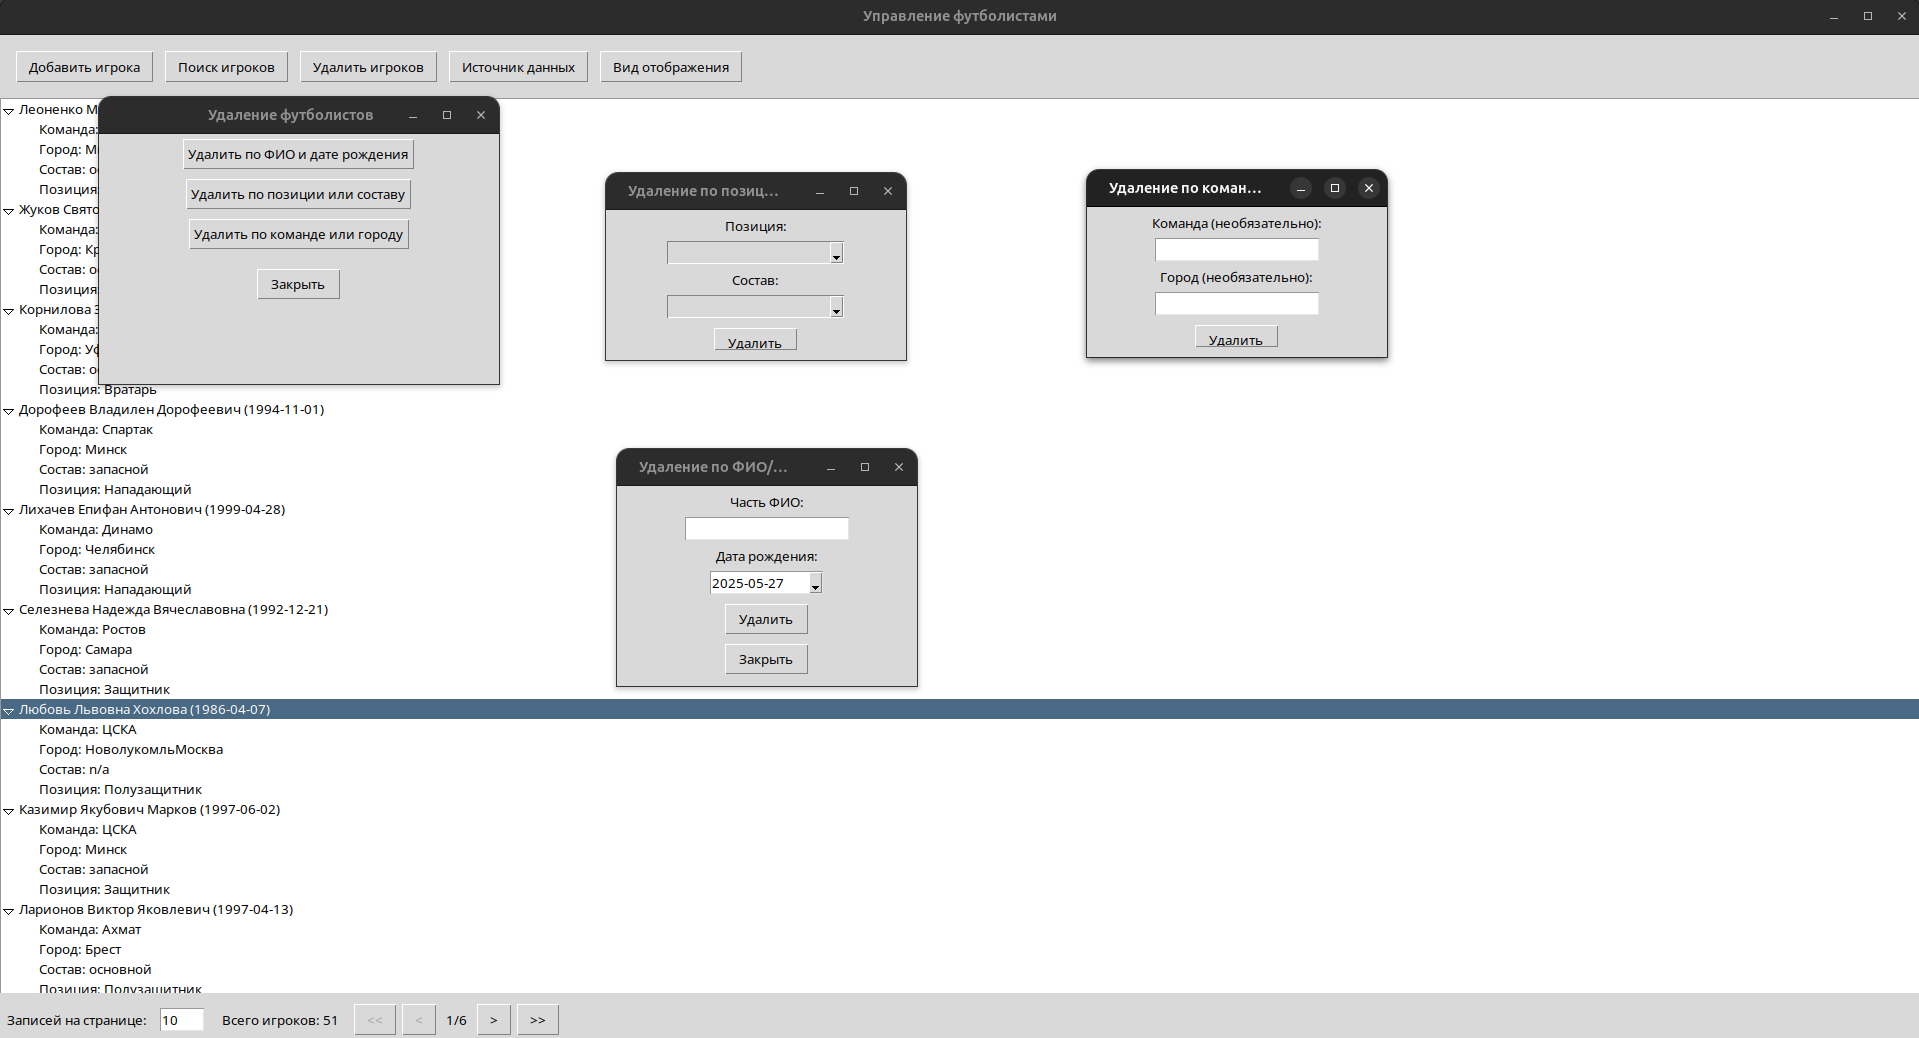 Управление футболистами
Добавить игрока
Поиск игроков
Удалить игроков
Источник данных
Вид отображения
Леоненко М
Команда:
Город: М
Состав: о
Позиция:
Жуков Свято
Команда:
Город: Кр
Состав: о
Позиция:
Корнилова З
Команда:
Город: Уф
Состав: о
Позиция: Вратарь
Дорофеев Владилен Дорофеевич (1994-11-01)
Команда: Спартак
Город: Минск
Состав: запасной
Позиция: Нападающий
Лихачев Епифан Антонович (1999-04-28)
Команда: Динамо
Город: Челябинск
Состав: запасной
Позиция: Нападающий
Селезнева Надежда Вячеславовна (1992-12-21)
Команда: Ростов
Город: Самара
Состав: запасной
Позиция: Защитник
Любовь Львовна Хохлова (1986-04-07)
Команда: ЦСКА
Город: НоволукомльМосква
Состав: n/a
Позиция: Полузащитник
Казимир Якубович Марков (1997-06-02)
Команда: ЦСКА
Город: Минск
Состав: запасной
Позиция: Защитник
Ларионов Виктор Яковлевич (1997-04-13)
Команда: Ахмат
Город: Брест
Состав: основной
Позиция: Полузащитник
Удаление футболистов
Удалить по ФИО и дате рождения
Удалить по позиции или составу
Удалить по команде или городу
Закрыть
Удаление по позиц...
Позиция:
Состав:
Удалить
Удаление по коман...
Команда (необязательно):
Город (необязательно):
Удалить
Удаление по ФИО/...
Часть ФИО:
Дата рождения:
2025-05-27
Удалить
Закрыть
Записей на странице: 10 Всего игроков: 51 << < 1/6 > >>